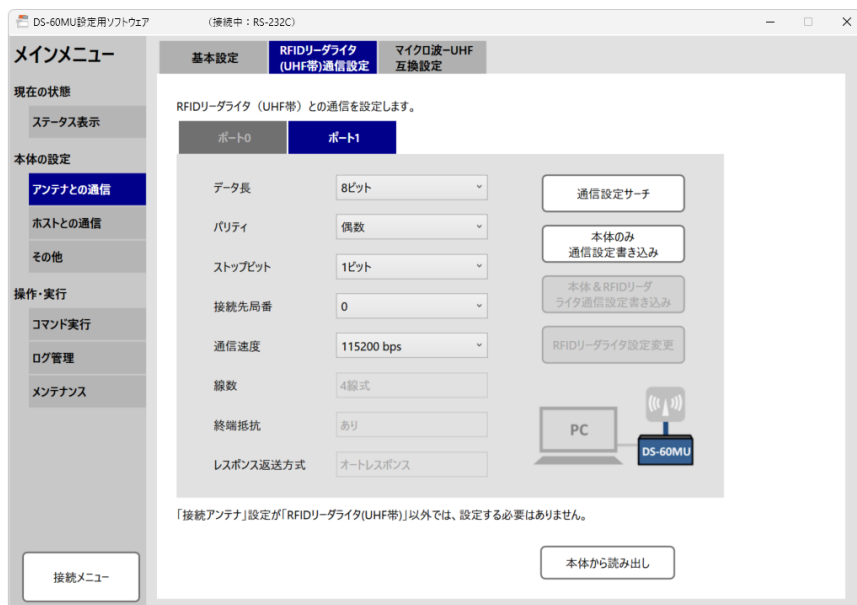 DS-60MU設定用ソフトウェア （接続中：RS-232C）
メインメニュー
現在の状態
ステータス表示
本体の設定
アンテナとの通信
ホストとの通信
その他
操作・実行
コマンド実行
ログ管理
メンテナンス
接続メニュー
基本設定
RFIDリーダライタ
(UHF帯)通信設定
マイクロ波ーUHF
互換設定
RFIDリーダライタ（UHF帯）との通信を設定します。
ポート0
ポート1
データ長 8ビット
パリティ 偶数
ストップビット 1ビット
接続先局番 0
通信速度 115200 bps
線数 4線式
終端抵抗 あり
レスポンス返送方式 オートレスポンス
通信設定サーチ
本体のみ
通信設定書き込み
本体＆RFIDリーダ
ライタ通信設定書き込み
RFIDリーダライタ設定変更
PC
DS-60MU
「接続アンテナ」設定が「RFIDリーダライタ(UHF帯)」以外では、設定する必要はありません。
本体から読み出し